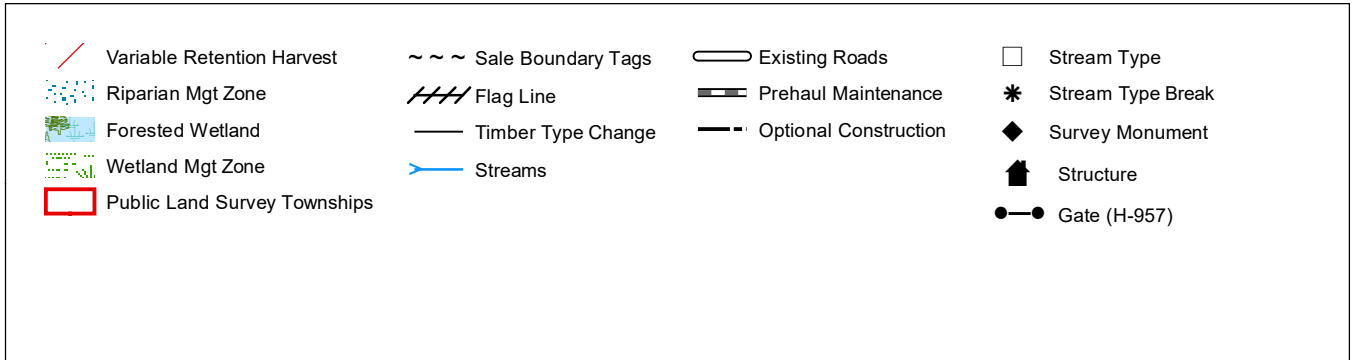 Variable Retention Harvest
Riparian Mgt Zone
Forested Wetland
Wetland Mgt Zone
Public Land Survey Townships
Sale Boundary Tags
Flag Line
Timber Type Change
Streams
Existing Roads
Prehaul Maintenance
Optional Construction
Stream Type
Stream Type Break
Survey Monument
Structure
Gate (H-957)